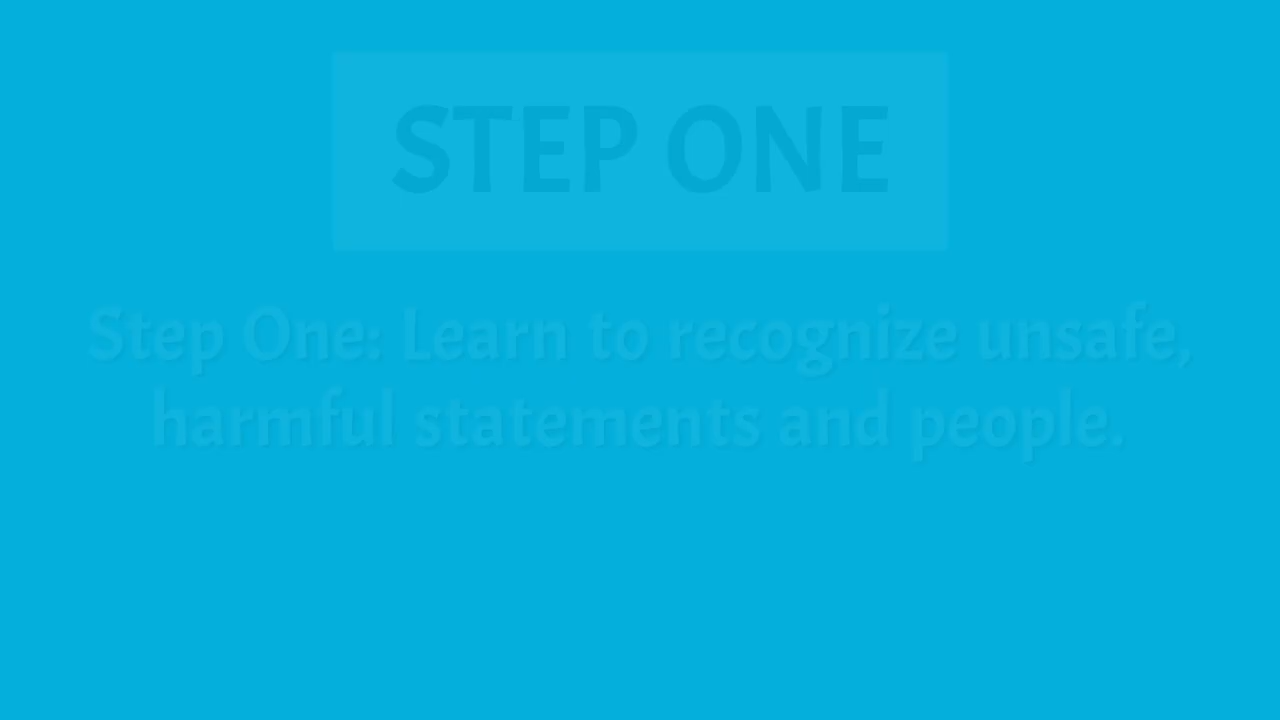 STEP ONE
Step One: Learn to recognize unsafe,
harmful statements and people.